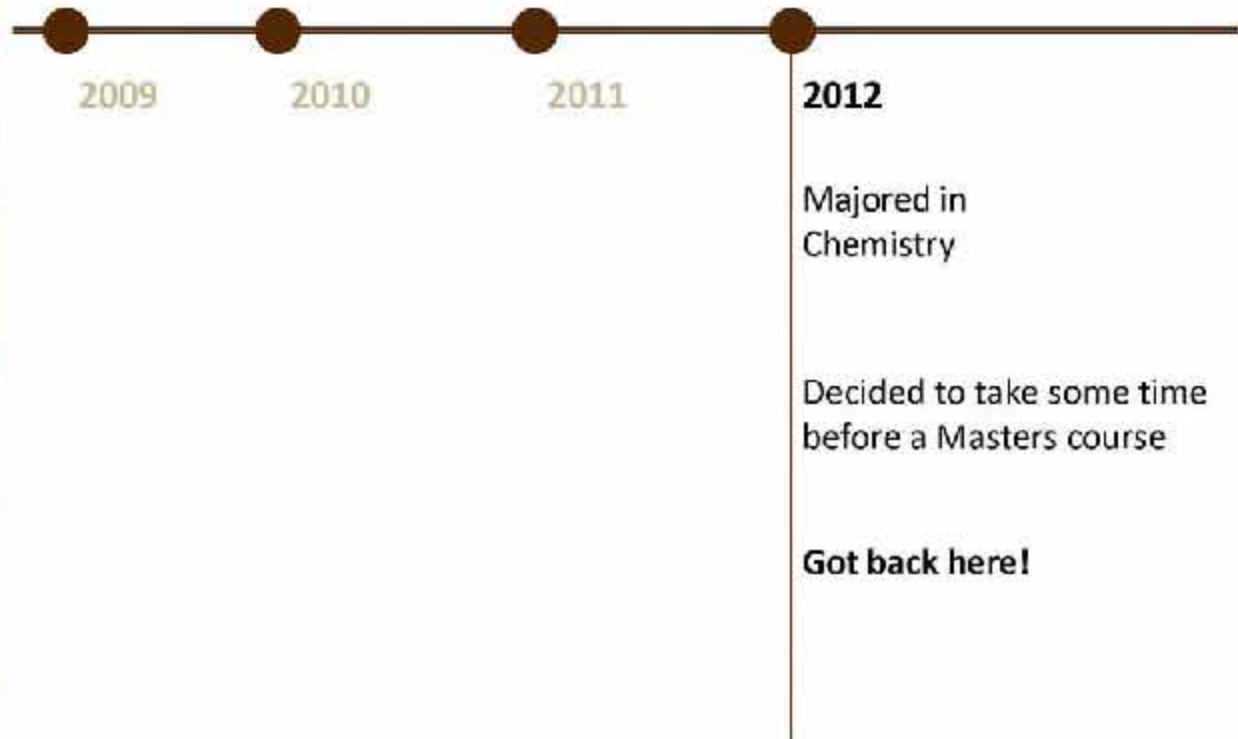 2009 2010 2011 2012
Majored in
Chemistry
Decided to take some time
before a Masters course
Got back here!